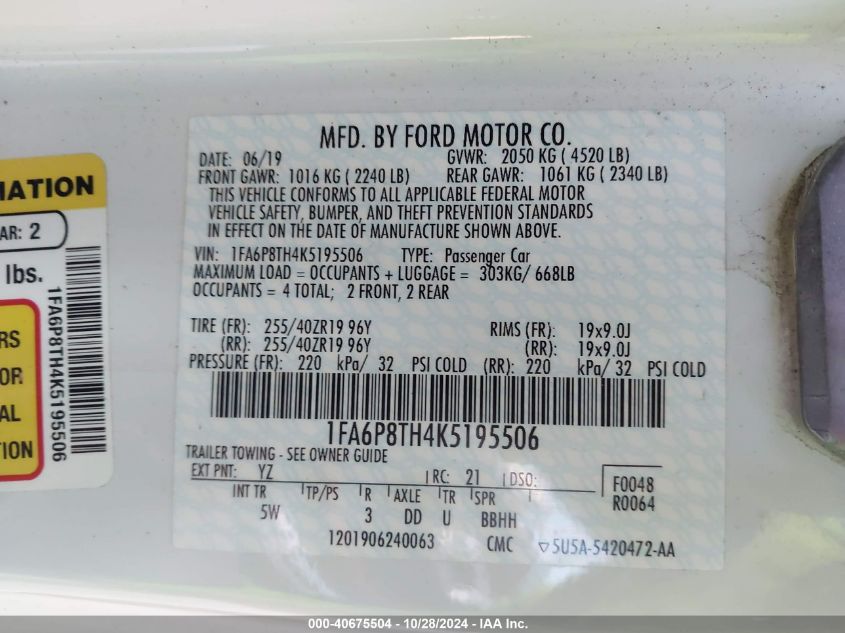 MFD. BY FORD MOTOR CO.
DATE: 06/19 GVWR: 2050 KG ( 4520 LB)
FRONT GAWR: 1016 KG ( 2240 LB) REAR GAWR: 1061 KG ( 2340 LB)
THIS VEHICLE CONFORMS TO ALL APPLICABLE FEDERAL MOTOR
VEHICLE SAFETY, BUMPER, AND THEFT PREVENTION STANDARDS
IN EFFECT ON THE DATE OF MANUFACTURE SHOWN ABOVE.
VIN: 1FA6P8TH4K5195506 TYPE: Passenger Car
MAXIMUM LOAD = OCCUPANTS + LUGGAGE = 303KG/ 668LB
OCCUPANTS = 4 TOTAL; 2 FRONT, 2 REAR
TIRE (FR): 255/40ZR19 96Y RIMS (FR): 19x9.0J
(RR): 255/40ZR19 96Y (RR): 19x9.0J
PRESSURE (FR): 220 kPa/ 32 PSI COLD (RR): 220 kPa/ 32 PSI COLD
1FA6P8TH4K5195506
TRAILER TOWING - SEE OWNER GUIDE
EXT PNT: YZ RC: 21 DSO: F0048
R0064
INT TR TP/PS R AXLE TR SPR
5W 3 DD U BBHH
1201906240063 CMC ▽5U5A-5420472-AA
MATION
AR: 2
lbs.
1FA6P8TH4K5195506
RS
OR
AL
TION
000-40675504 - 10/28/2024 - IAA Inc.